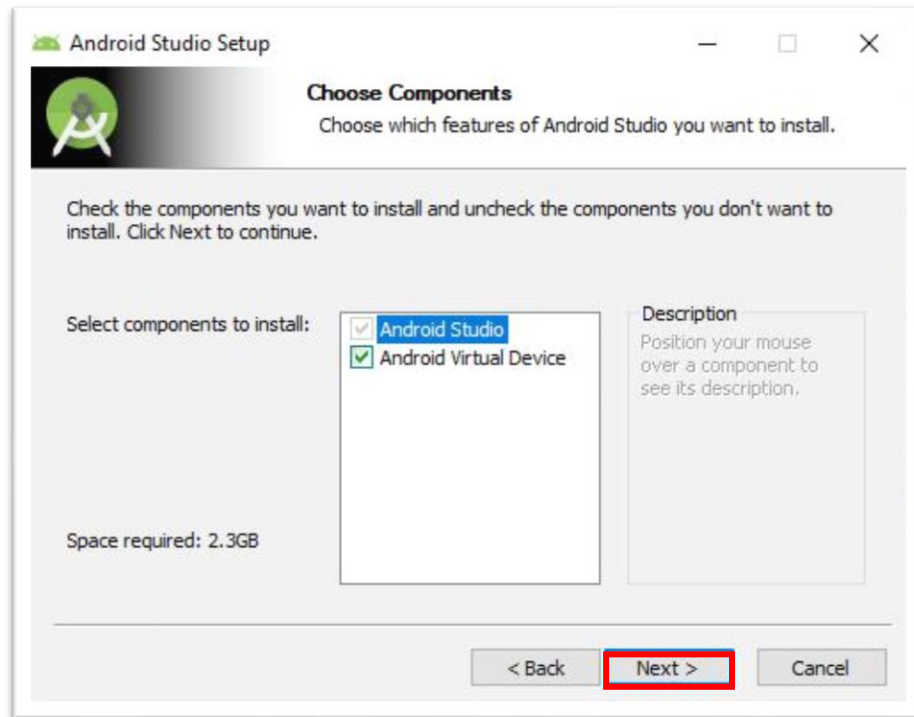 Android Studio Setup
Choose Components
Choose which features of Android Studio you want to install.
Check the components you want to install and uncheck the components you don't want to
install. Click Next to continue.
Select components to install:
Android Studio
Android Virtual Device
Description
Position your mouse
over a component to
see its description.
Space required: 2.3GB
< Back
Next >
Cancel